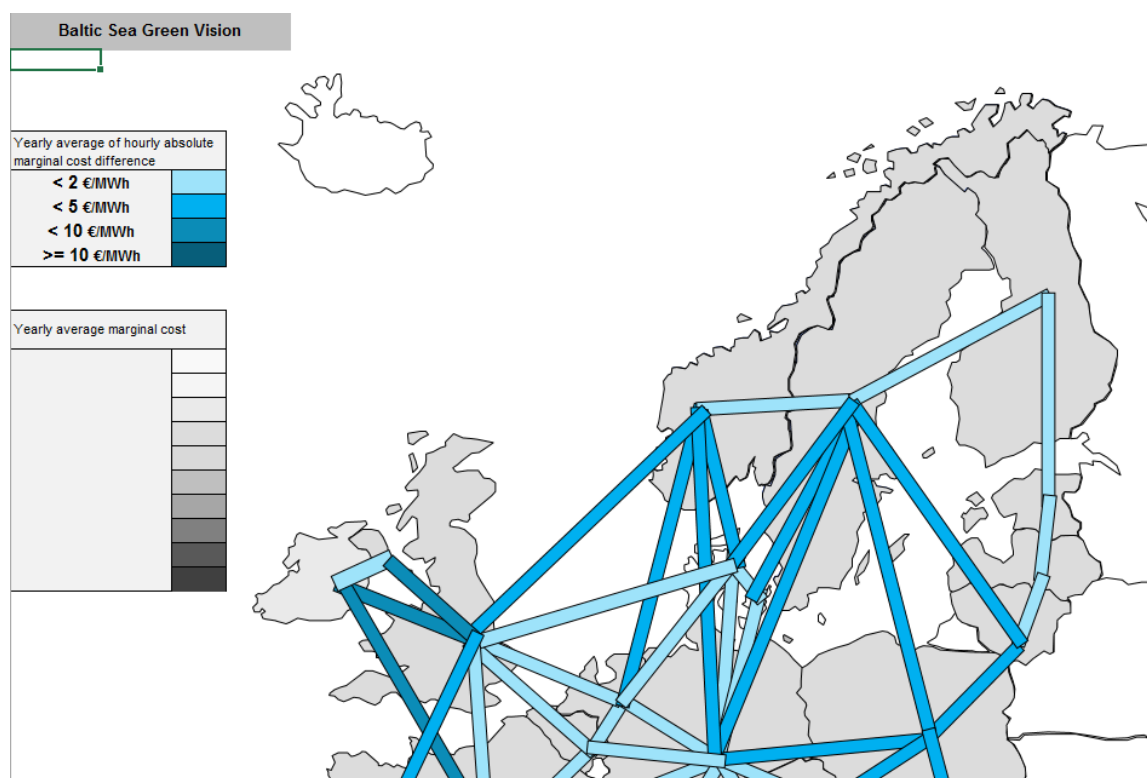 Baltic Sea Green Vision
Yearly average of hourly absolute
marginal cost difference
< 2 €/MWh
< 5 €/MWh
< 10 €/MWh
>= 10 €/MWh
Yearly average marginal cost